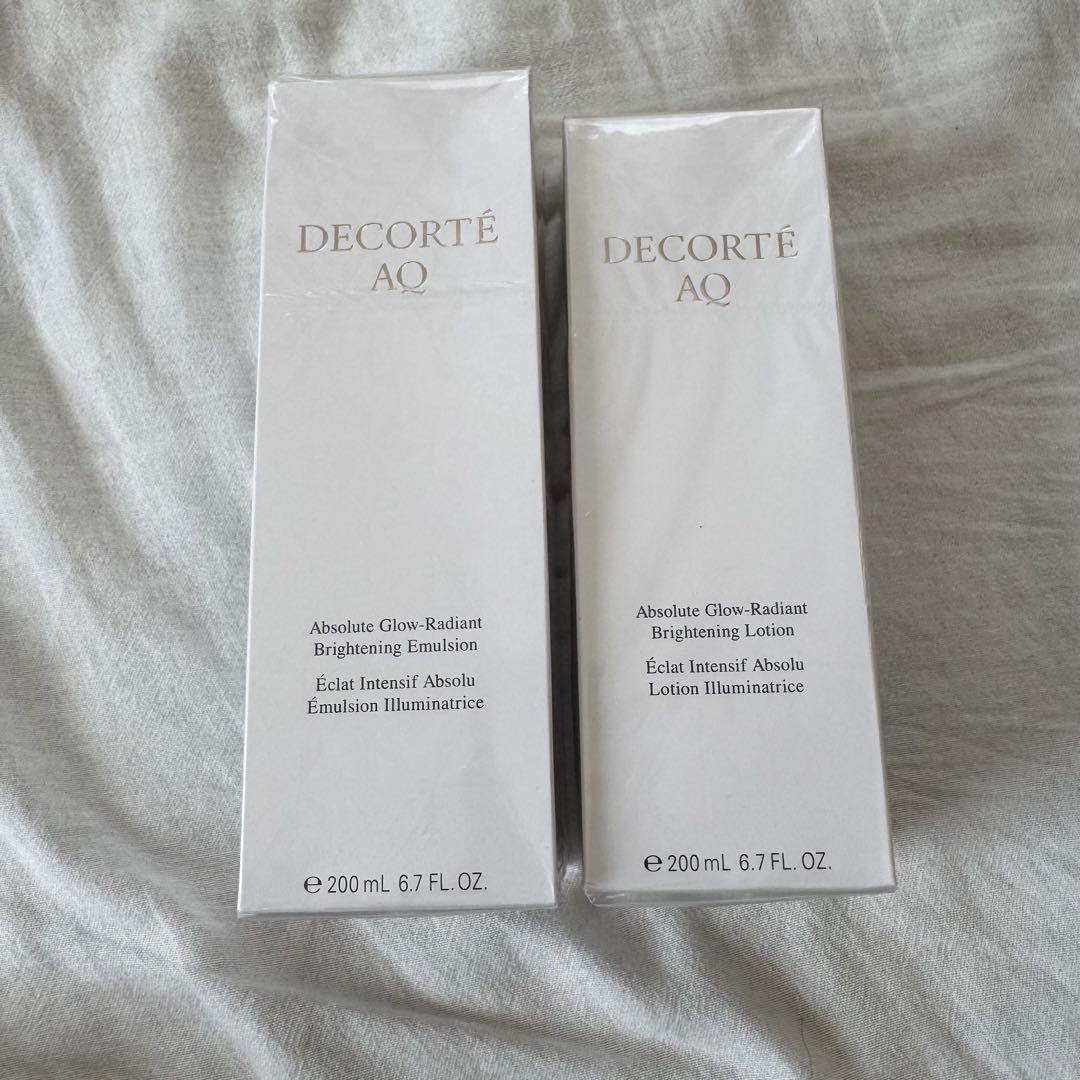 DECORTÉ
AQ
Absolute Glow-Radiant
Brightening Emulsion
Éclat Intensif Absolu
Émulsion Illuminatrice
℮ 200 mL 6.7 FL. OZ.
DECORTÉ
AQ
Absolute Glow-Radiant
Brightening Lotion
Éclat Intensif Absolu
Lotion Illuminatrice
℮ 200 mL 6.7 FL. OZ.